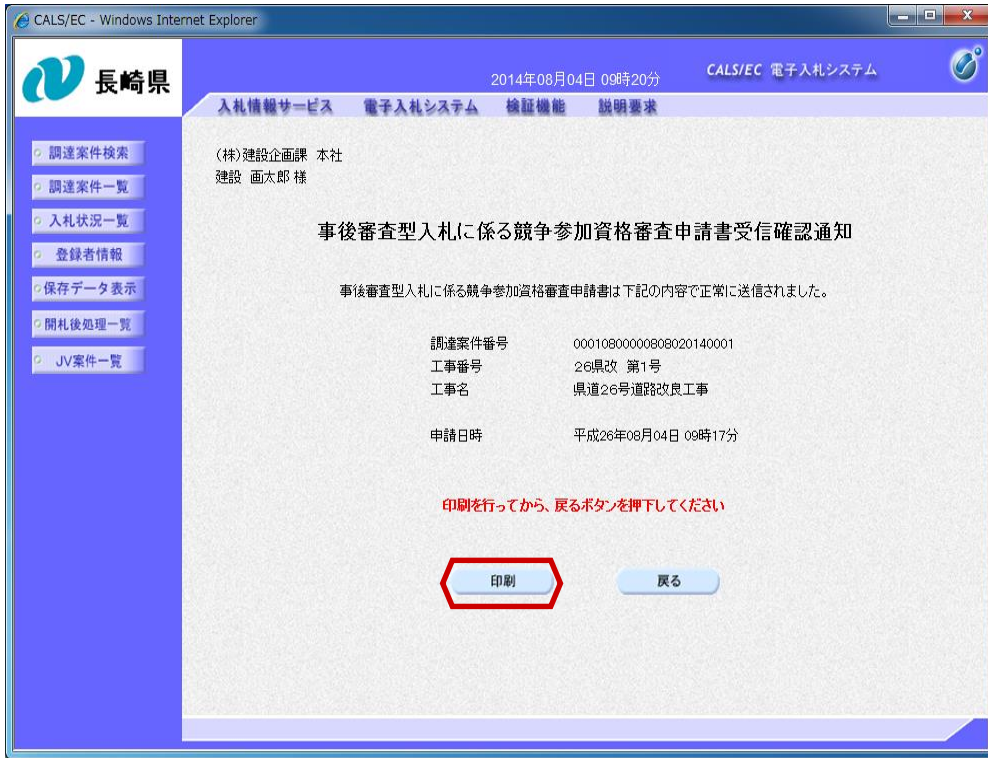 CALS/EC - Windows Internet Explorer
長崎県
2014年08月04日 09時20分
CALS/EC 電子入札システム
入札情報サービス 電子入札システム 検証機能 説明要求
調達案件検索
調達案件一覧
入札状況一覧
登録者情報
保存データ表示
開札後処理一覧
JV案件一覧
(株)建設企画課 本社
建設 画太郎 様
事後審査型入札に係る競争参加資格審査申請書受信確認通知
事後審査型入札に係る競争参加資格審査申請書は下記の内容で正常に送信されました。
調達案件番号 00010800000808020140001
工事番号 26県改 第1号
工事名 県道26号道路改良工事
申請日時 平成26年08月04日 09時17分
印刷を行ってから、戻るボタンを押下してください
印刷 戻る